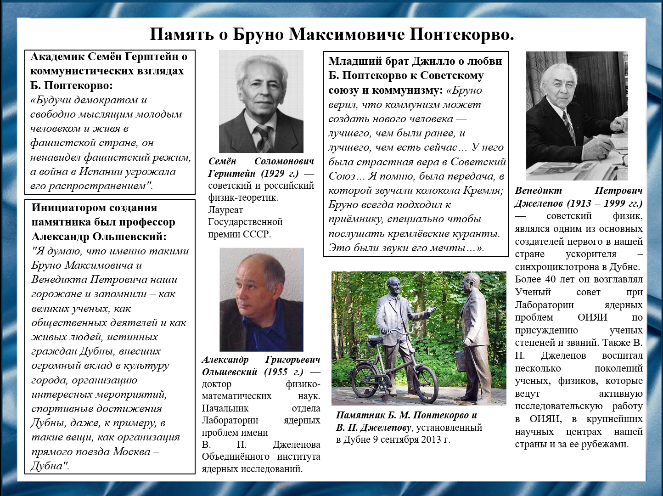 Память о Бруно Максимовиче Понтекорво.
Академик Семён Герштейн о
коммунистических взглядах
Б. Понтекорво:
«Будучи демократом и
свободно мыслящим молодым
человеком и живя в
фашистской стране, он
ненавидел фашистский режим,
а война в Испании угрожала
его распространением".
Инициатором создания
памятника был профессор
Александр Ольшевский:
"Я думаю, что именно такими
Бруно Максимовича и
Венедикта Петровича наши
горожане и запомнили – как
великих ученых, как
общественных деятелей и как
живых людей, истинных
граждан Дубны, внесших
огромный вклад в культуру
города, организацию
интересных мероприятий,
спортивные достижения
Дубны, даже, к примеру, в
такие вещи, как организация
прямого поезда Москва –
Дубна".
Семён Соломонович
Герштейн (1929 г.) —
советский и российский
физик-теоретик.
Лауреат
Государственной
премии СССР.
Александр Григорьевич
Ольшевский (1955 г.) —
доктор физико-
математических наук.
Начальник отдела
Лаборатории ядерных
проблем имени
В. П. Джелепова
Объединённого института
ядерных исследований.
Младший брат Джилло о любви
Б. Понтекорво к Советскому
союзу и коммунизму: «Бруно
верил, что коммунизм может
создать нового человека —
лучшего, чем были ранее, и
лучшего, чем есть сейчас… У него
была страстная вера в Советский
Союз… Я помню, была передача, в
которой звучали колокола Кремля;
Бруно всегда подходил к
приёмнику, специально чтобы
послушать кремлёвские куранты.
Это были звуки его мечты…».
Памятник Б. М. Понтекорво и
В. П. Джелепову, установленный
в Дубне 9 сентября 2013 г.
Венедикт Петрович
Джелепов (1913 – 1999 гг.)
— советский физик,
являлся одним из основных
создателей первого в нашей
стране ускорителя –
синхроциклотрона в Дубне.
Более 40 лет он возглавлял
Ученый совет при
Лаборатории ядерных
проблем ОИЯИ по
присуждению ученых
степеней и званий. Также В.
П. Джелепов воспитал
несколько поколений
ученых, физиков, которые
ведут активную
исследовательскую работу
в ОИЯИ, в крупнейших
научных центрах нашей
страны и за ее рубежами.